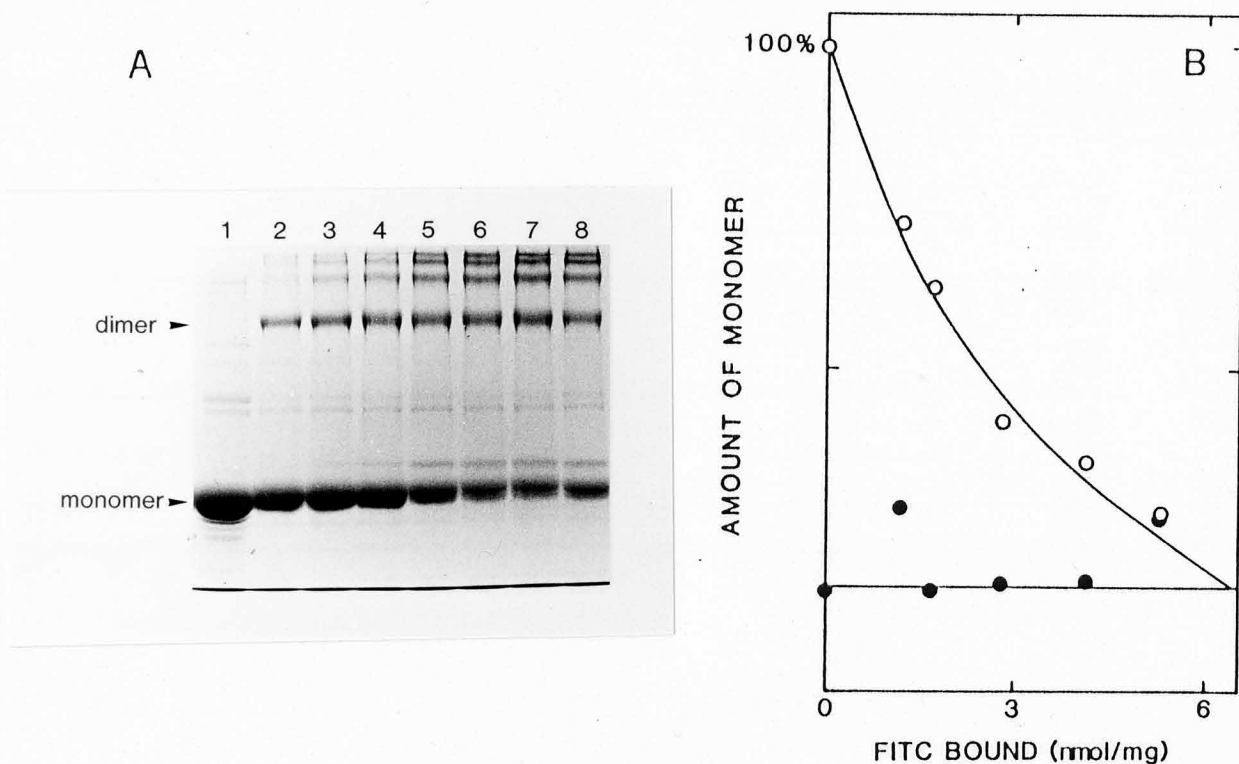 A
1 2 3 4 5 6 7 8
dimer
monomer
B
100%
AMOUNT OF MONOMER
0 3 6
FITC BOUND (nmol/mg)